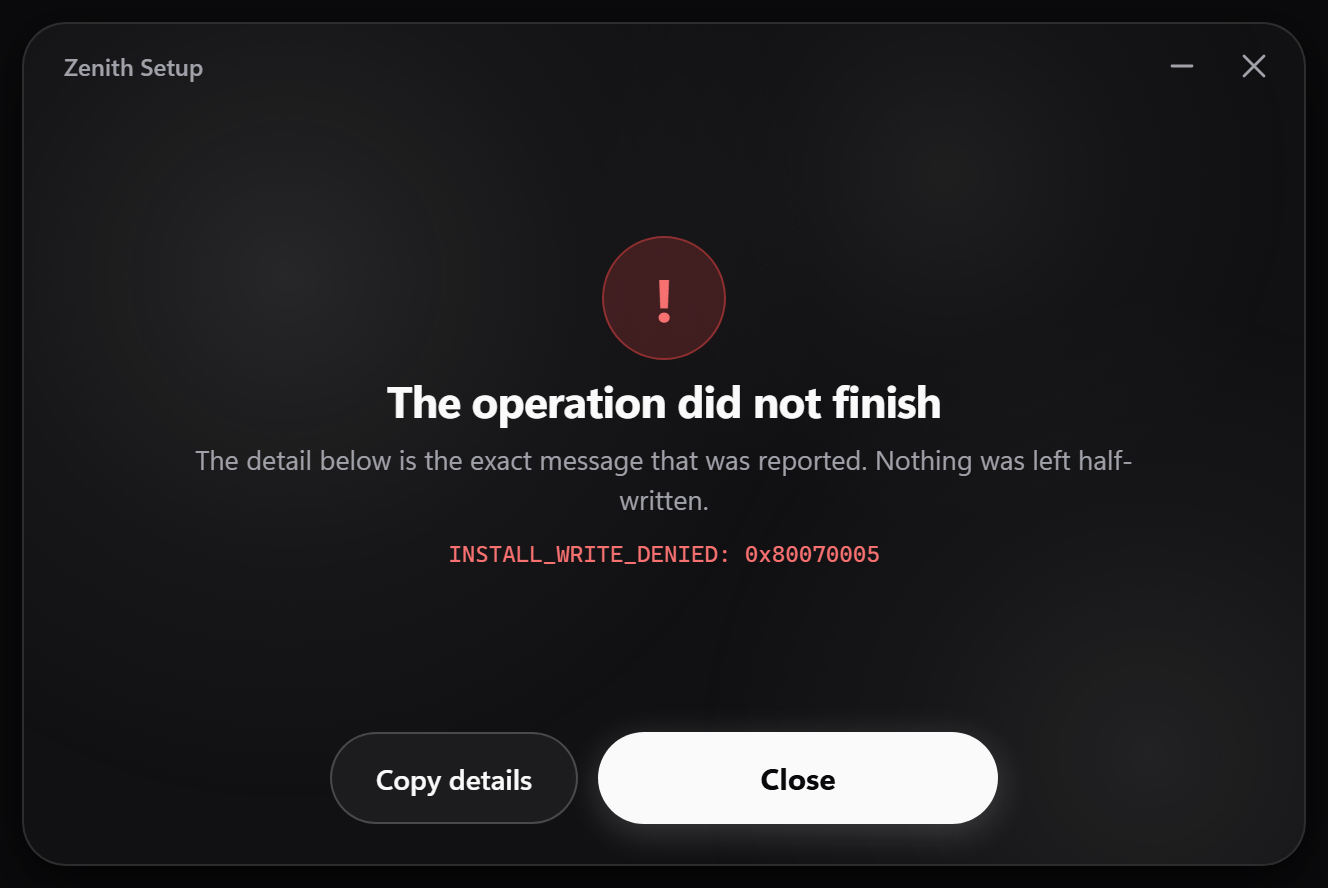 Zenith Setup
!
The operation did not finish
The detail below is the exact message that was reported. Nothing was left half-
written.
INSTALL_WRITE_DENIED: 0x80070005
Copy details
Close